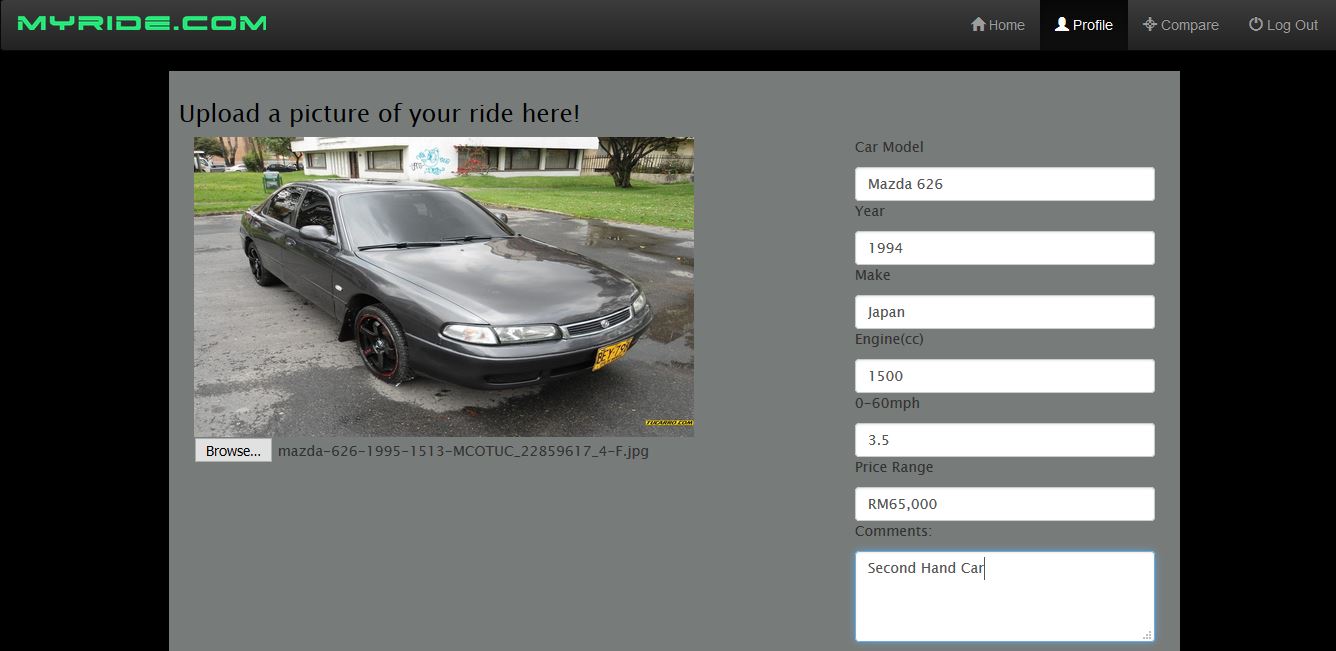 MYRIDE.COM
Home
Profile
Compare
Log Out
Upload a picture of your ride here!
TUCARRO.COM
Browse...
mazda-626-1995-1513-MCOTUC_22859617_4-F.jpg
Car Model
Mazda 626
Year
1994
Make
Japan
Engine(cc)
1500
0-60mph
3.5
Price Range
RM65,000
Comments:
Second Hand Car